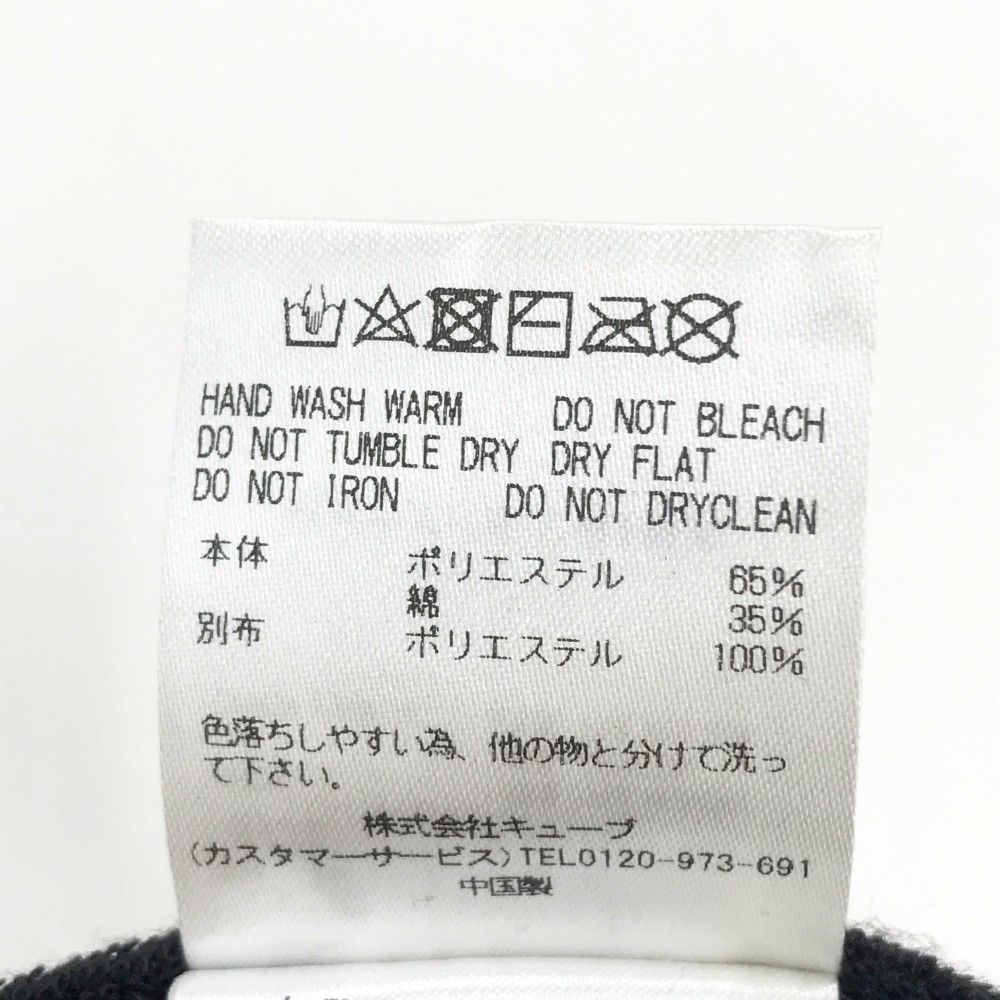 HAND WASH WARM DO NOT BLEACH
DO NOT TUMBLE DRY DRY FLAT
DO NOT IRON DO NOT DRYCLEAN
本体 ポリエステル 65%
綿 35%
別布 ポリエステル 100%
色落ちしやすい為、他の物と分けて洗っ
て下さい。
株式会社キューブ
(カスタマーサービス)TEL0120-973-691
中国製